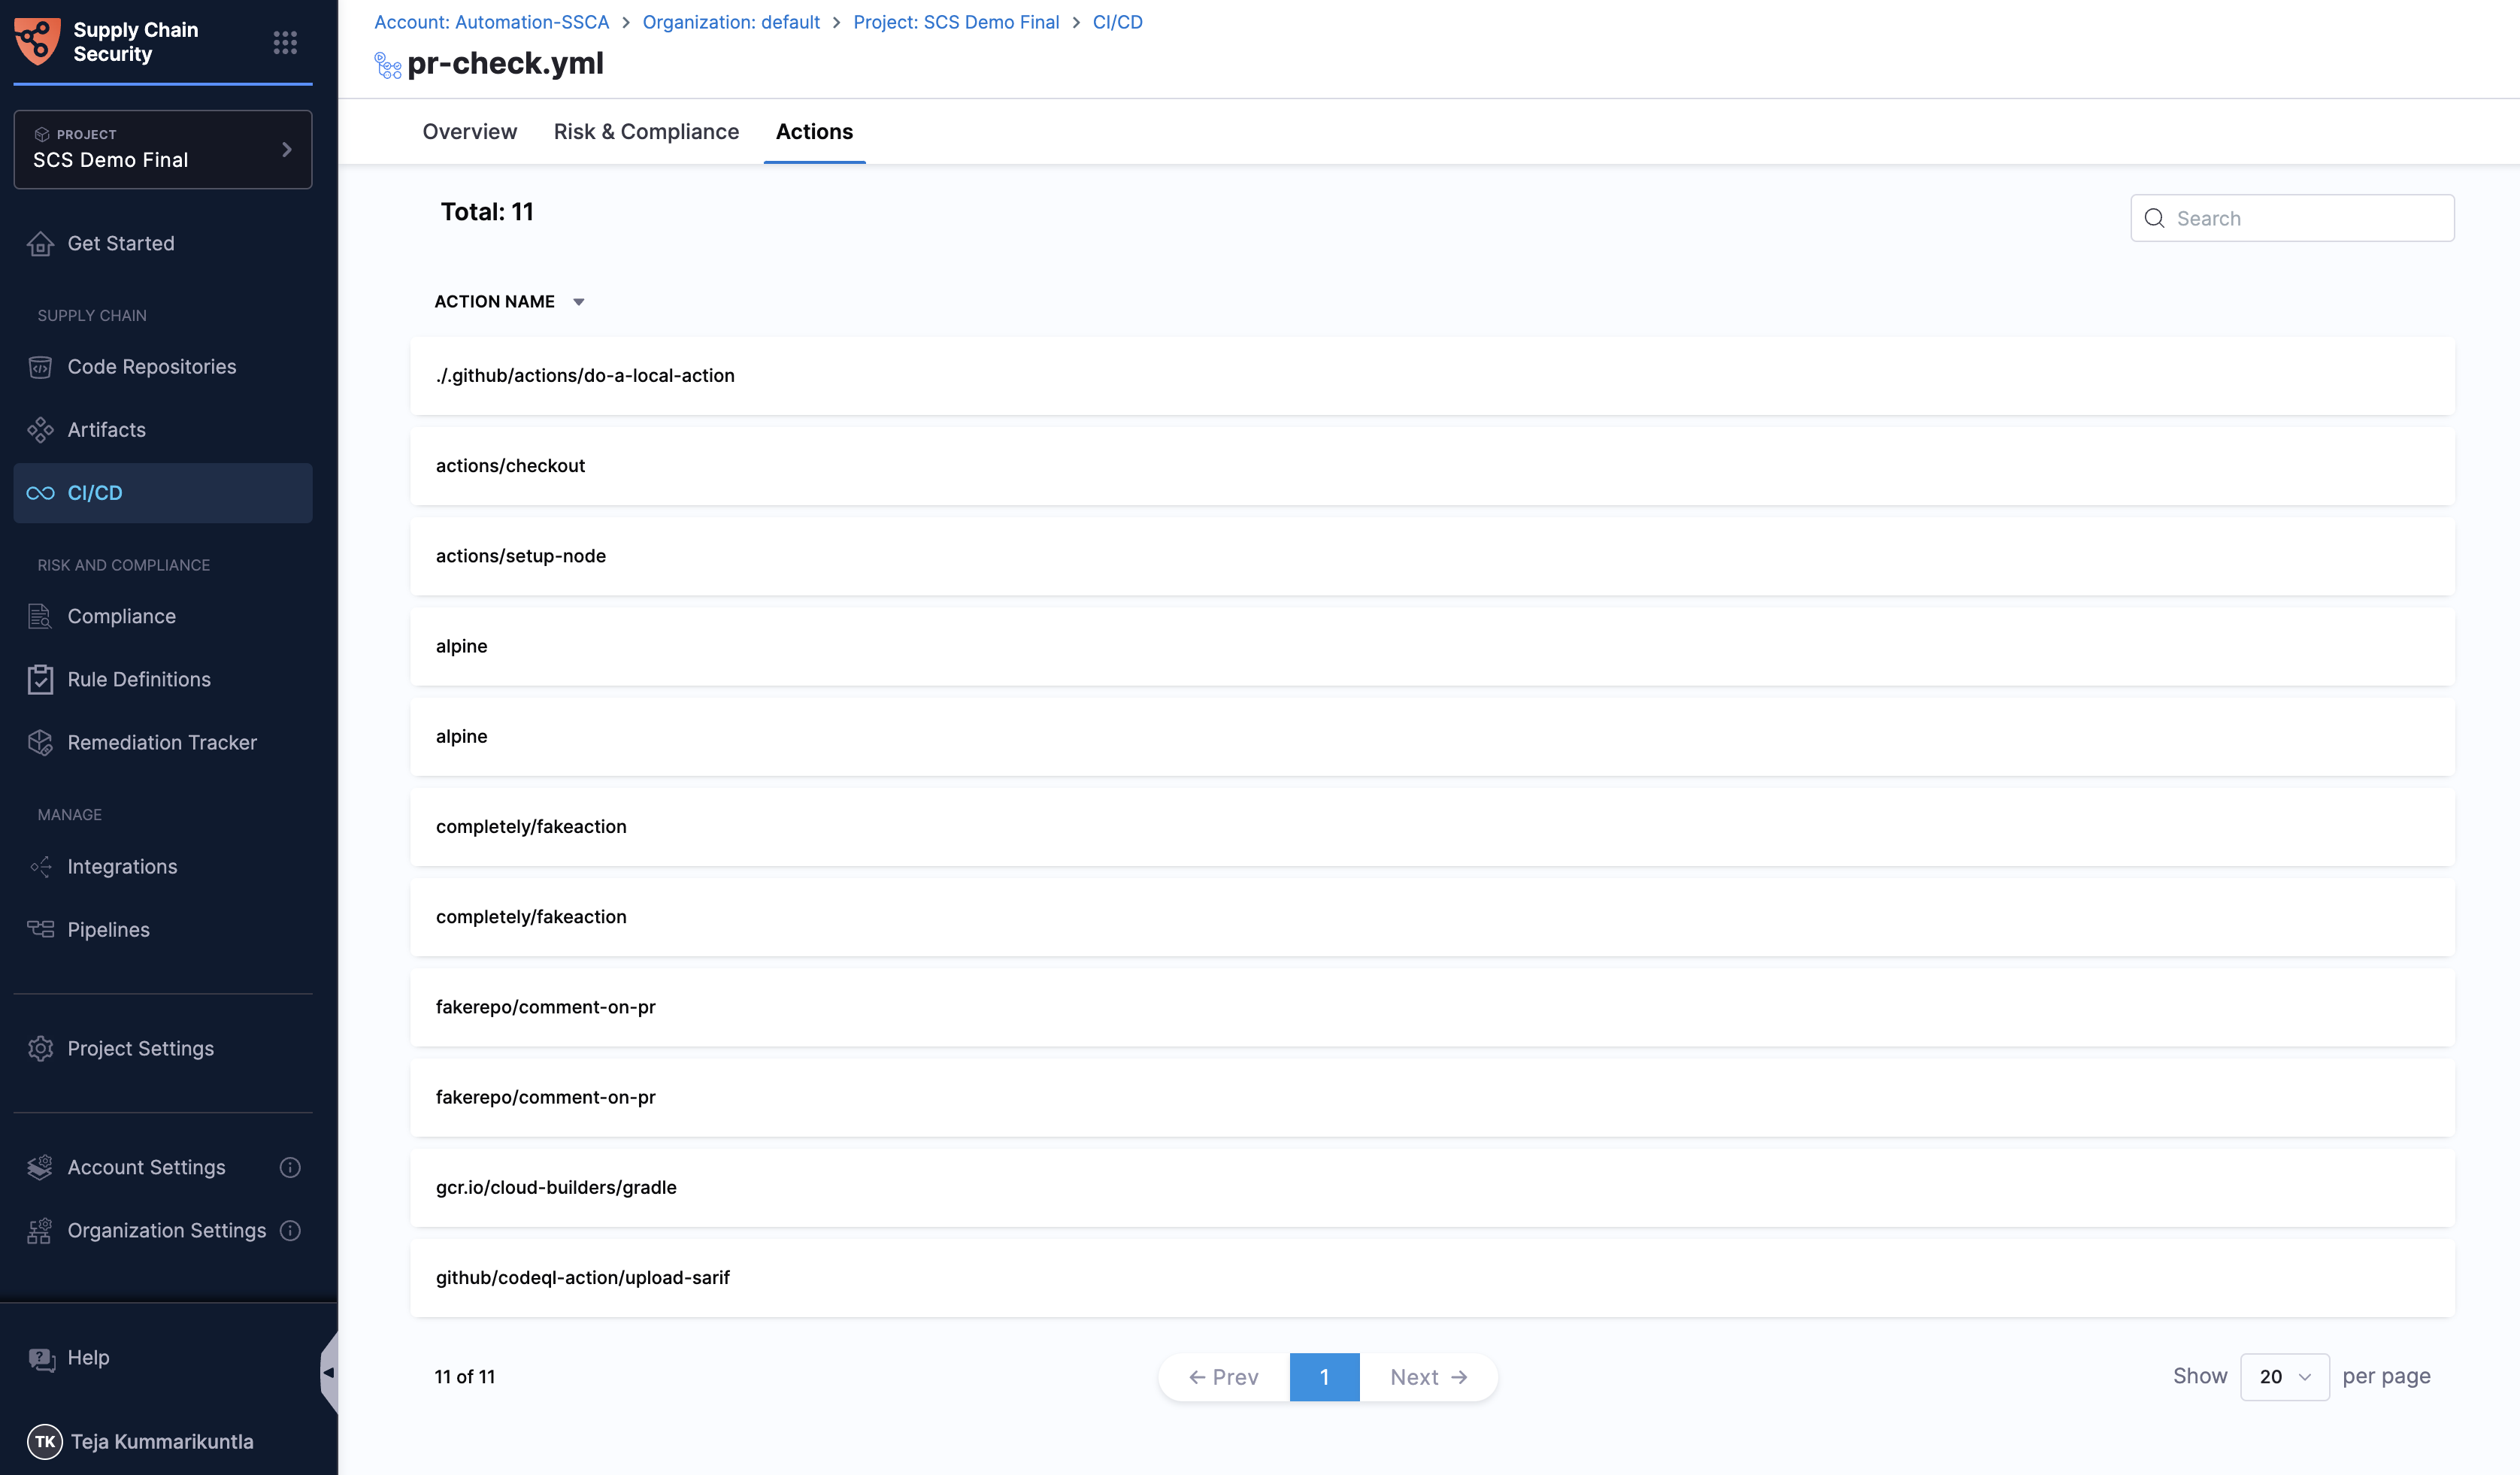 Supply Chain
Security
PROJECT
SCS Demo Final
Get Started
SUPPLY CHAIN
Code Repositories
Artifacts
CI/CD
RISK AND COMPLIANCE
Compliance
Rule Definitions
Remediation Tracker
MANAGE
Integrations
Pipelines
Project Settings
Account Settings
Organization Settings
Help
TK Teja Kummarikuntla
Account: Automation-SSCA > Organization: default > Project: SCS Demo Final > CI/CD
pr-check.yml
Overview Risk & Compliance Actions
Total: 11
Search
ACTION NAME
./.github/actions/do-a-local-action
actions/checkout
actions/setup-node
alpine
alpine
completely/fakeaction
completely/fakeaction
fakerepo/comment-on-pr
fakerepo/comment-on-pr
gcr.io/cloud-builders/gradle
github/codeql-action/upload-sarif
11 of 11
← Prev 1 Next →
Show 20 per page